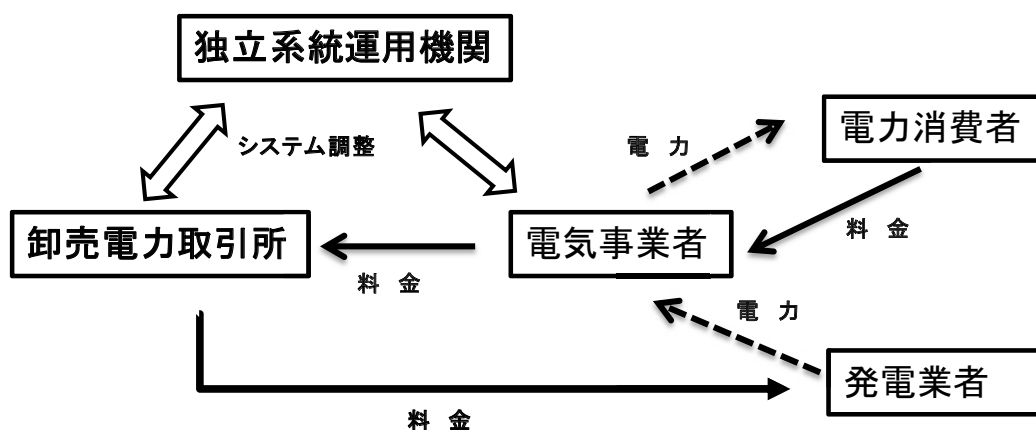 独立系統運用機関
システム調整
電 力
電力消費者
料 金
卸売電力取引所
電気事業者
料 金
電 力
発電業者
料 金